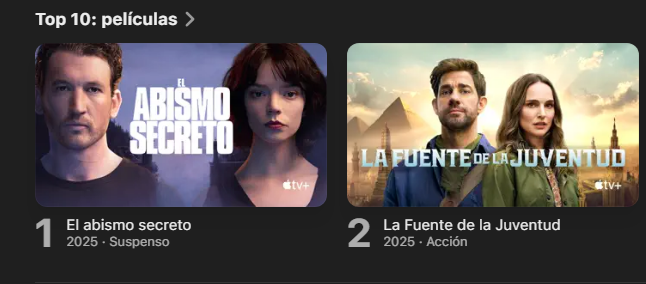 Top 10: películas
EL
ABISMO
SECRETO
tv+
LA FUENTE DE LA JUVENTUD
tv+
1
El abismo secreto
2025 · Suspenso
2
La Fuente de la Juventud
2025 · Acción